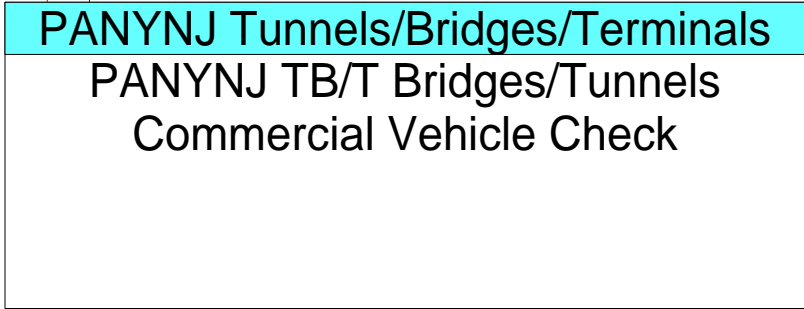 PANYNJ Tunnels/Bridges/Terminals
PANYNJ TB/T Bridges/Tunnels
Commercial Vehicle Check